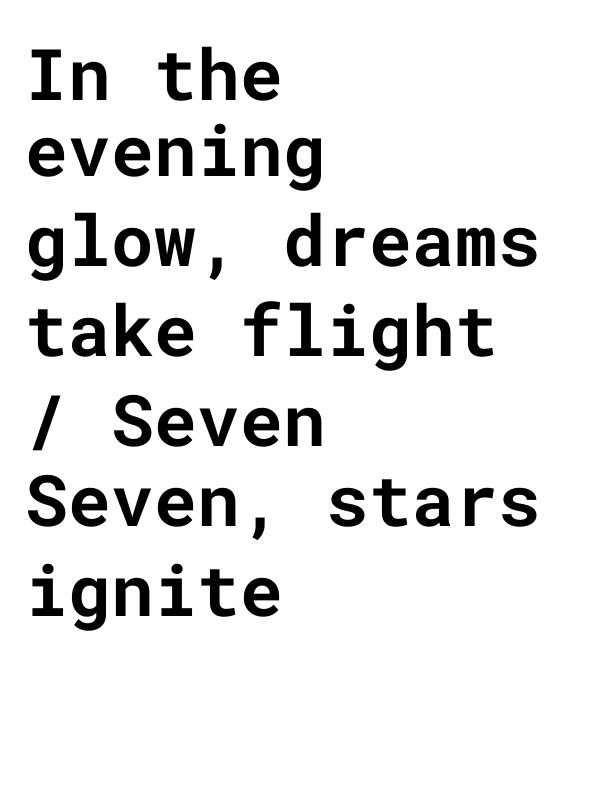 In the
evening
glow, dreams
take flight
/ Seven
Seven, stars
ignite